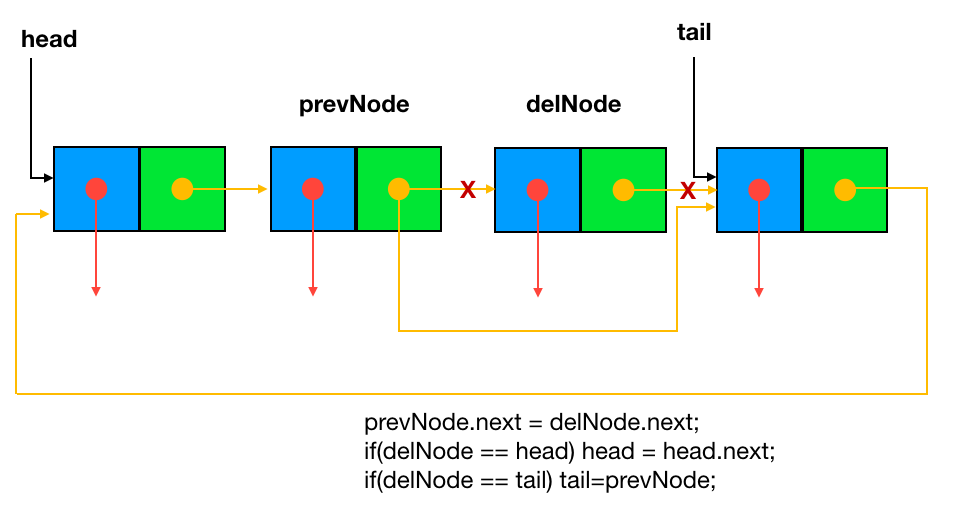 head
tail
prevNode
delNode
X
X
prevNode.next = delNode.next;
if(delNode == head) head = head.next;
if(delNode == tail) tail=prevNode;